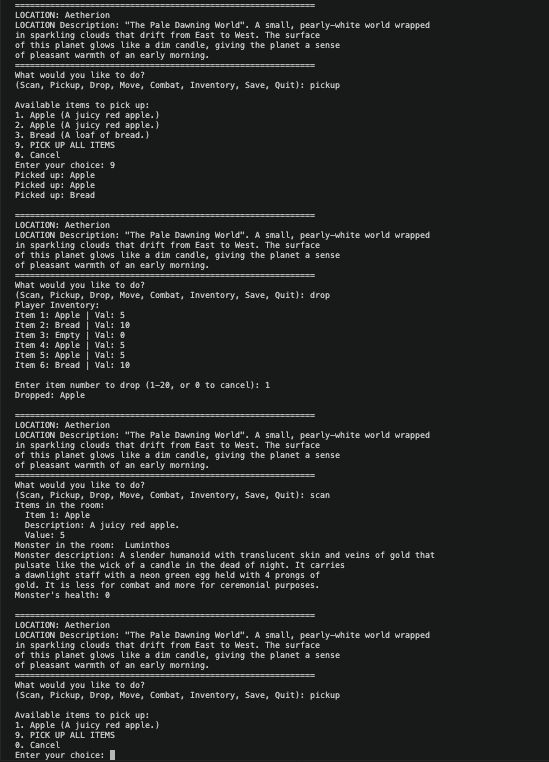 ============================================================
LOCATION: Aetherion
LOCATION Description: "The Pale Dawning World". A small, pearly-white world wrapped
in sparkling clouds that drift from East to West. The surface
of this planet glows like a dim candle, giving the planet a sense
of pleasant warmth of an early morning.
============================================================
What would you like to do?
(Scan, Pickup, Drop, Move, Combat, Inventory, Save, Quit): pickup
Available items to pick up:
1. Apple (A juicy red apple.)
2. Apple (A juicy red apple.)
3. Bread (A loaf of bread.)
9. PICK UP ALL ITEMS
0. Cancel
Enter your choice: 9
Picked up: Apple
Picked up: Apple
Picked up: Bread
============================================================
LOCATION: Aetherion
LOCATION Description: "The Pale Dawning World". A small, pearly-white world wrapped
in sparkling clouds that drift from East to West. The surface
of this planet glows like a dim candle, giving the planet a sense
of pleasant warmth of an early morning.
============================================================
What would you like to do?
(Scan, Pickup, Drop, Move, Combat, Inventory, Save, Quit): drop
Player Inventory:
Item 1: Apple | Val: 5
Item 2: Bread | Val: 10
Item 3: Empty | Val: 0
Item 4: Apple | Val: 5
Item 5: Apple | Val: 5
Item 6: Bread | Val: 10
Enter item number to drop (1-20, or 0 to cancel): 1
Dropped: Apple
============================================================
LOCATION: Aetherion
LOCATION Description: "The Pale Dawning World". A small, pearly-white world wrapped
in sparkling clouds that drift from East to West. The surface
of this planet glows like a dim candle, giving the planet a sense
of pleasant warmth of an early morning.
============================================================
What would you like to do?
(Scan, Pickup, Drop, Move, Combat, Inventory, Save, Quit): scan
Items in the room:
Item 1: Apple
Description: A juicy red apple.
Value: 5
Monster in the room:  Luminthos
Monster description: A slender humanoid with translucent skin and veins of gold that
pulsate like the wick of a candle in the dead of night. It carries
a dawnlight staff with a neon green egg held with 4 prongs of
gold. It is less for combat and more for ceremonial purposes.
Monster's health: 0
============================================================
LOCATION: Aetherion
LOCATION Description: "The Pale Dawning World". A small, pearly-white world wrapped
in sparkling clouds that drift from East to West. The surface
of this planet glows like a dim candle, giving the planet a sense
of pleasant warmth of an early morning.
============================================================
What would you like to do?
(Scan, Pickup, Drop, Move, Combat, Inventory, Save, Quit): pickup
Available items to pick up:
1. Apple (A juicy red apple.)
9. PICK UP ALL ITEMS
0. Cancel
Enter your choice: